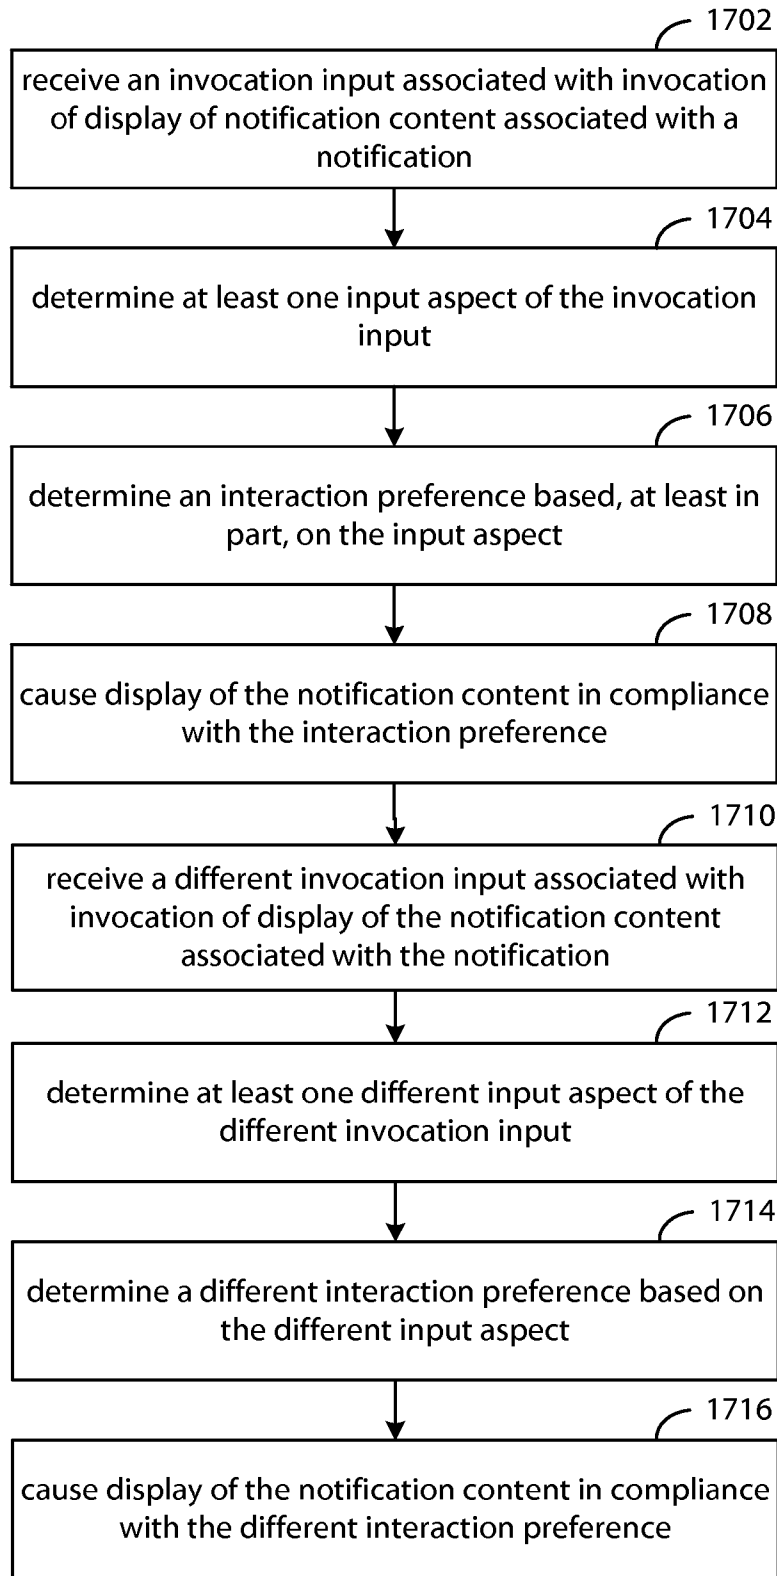 1702
receive an invocation input associated with invocation
of display of notification content associated with a
notification
1704
determine at least one input aspect of the invocation
input
1706
determine an interaction preference based, at least in
part, on the input aspect
1708
cause display of the notification content in compliance
with the interaction preference
1710
receive a different invocation input associated with
invocation of display of the notification content
associated with the notification
1712
determine at least one different input aspect of the
different invocation input
1714
determine a different interaction preference based on
the different input aspect
1716
cause display of the notification content in compliance
with the different interaction preference